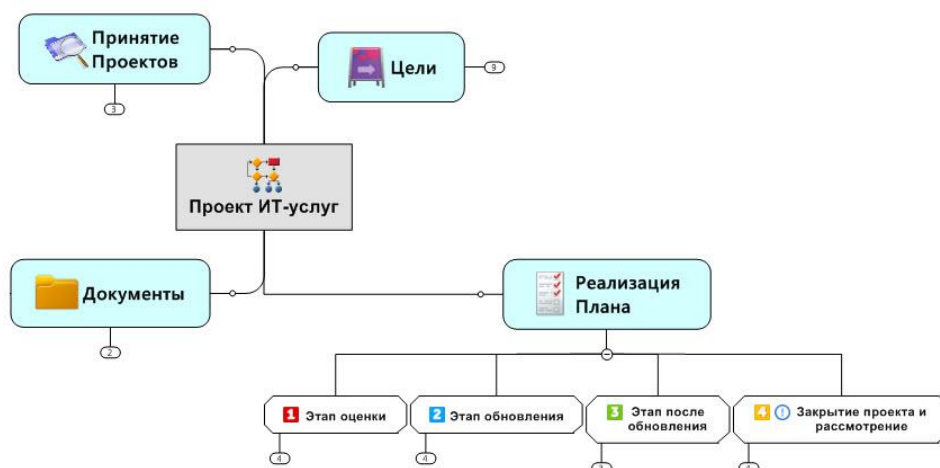 Принятие
Проектов
3
Цели
9
Проект ИТ-услуг
Документы
2
Реализация
Плана
1 Этап оценки
4
2 Этап обновления
4
3 Этап после
обновления
4 Закрытие проекта и
рассмотрение